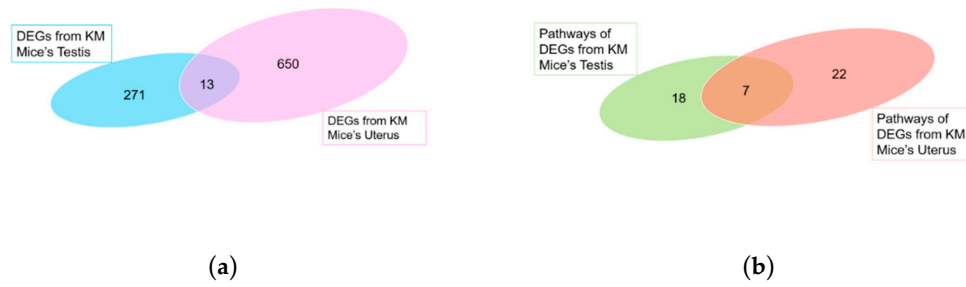 DEGs from KM
Mice's Testis
271
13
650
DEGs from KM
Mice's Uterus
(a)
Pathways of
DEGs from KM
Mice's Testis
18
7
22
Pathways of
DEGs from KM
Mice's Uterus
(b)